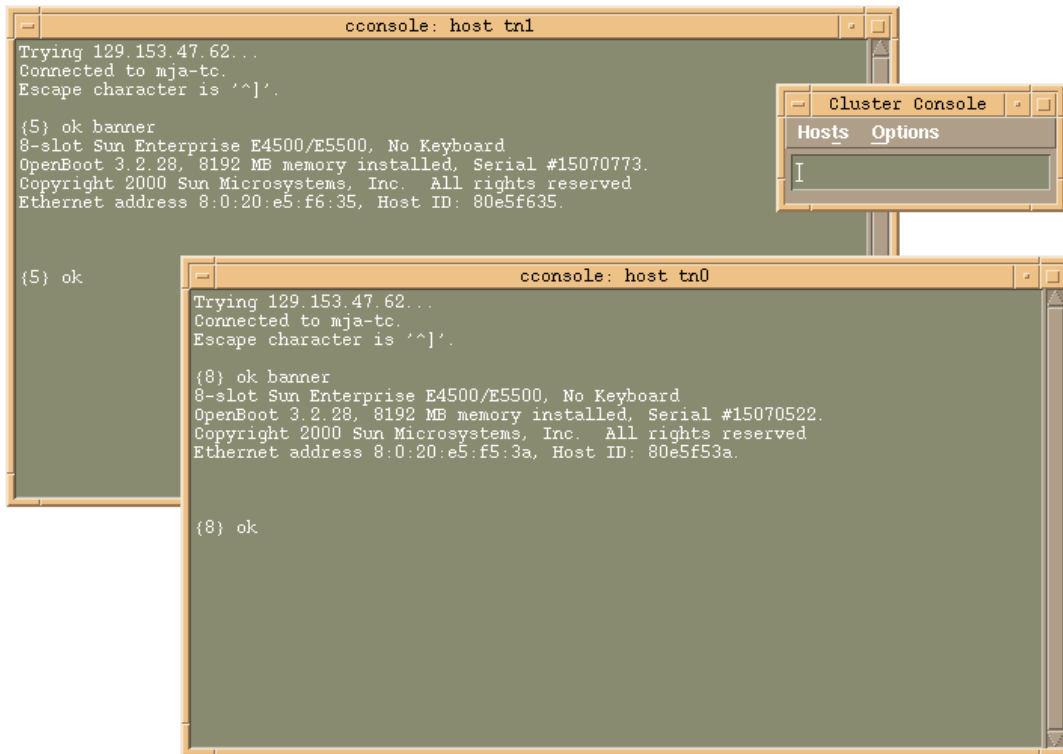 cconsole: host tn1
Trying 129.153.47.62...
Connected to mja-tc.
Escape character is '^]'.
{5} ok banner
8-slot Sun Enterprise E4500/E5500, No Keyboard
OpenBoot 3.2.28, 8192 MB memory installed, Serial #15070773.
Copyright 2000 Sun Microsystems, Inc.  All rights reserved
Ethernet address 8:0:20:e5:f6:35, Host ID: 80e5f635.
{5} ok
Cluster Console
Hosts Options
cconsole: host tn0
Trying 129.153.47.62...
Connected to mja-tc.
Escape character is '^]'.
{8} ok banner
8-slot Sun Enterprise E4500/E5500, No Keyboard
OpenBoot 3.2.28, 8192 MB memory installed, Serial #15070522.
Copyright 2000 Sun Microsystems, Inc.  All rights reserved
Ethernet address 8:0:20:e5:f5:3a, Host ID: 80e5f53a.
{8} ok